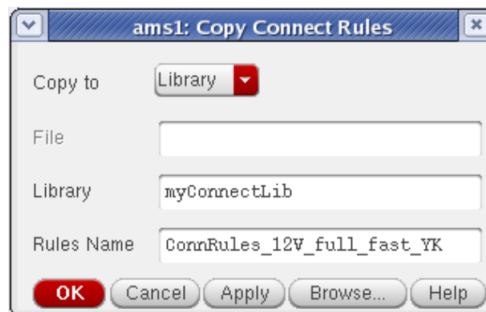 ams1: Copy Connect Rules
Copy to Library
File
Library myConnectLib
Rules Name ConnRules_12V_full_fast_YK
OK Cancel Apply Browse... Help